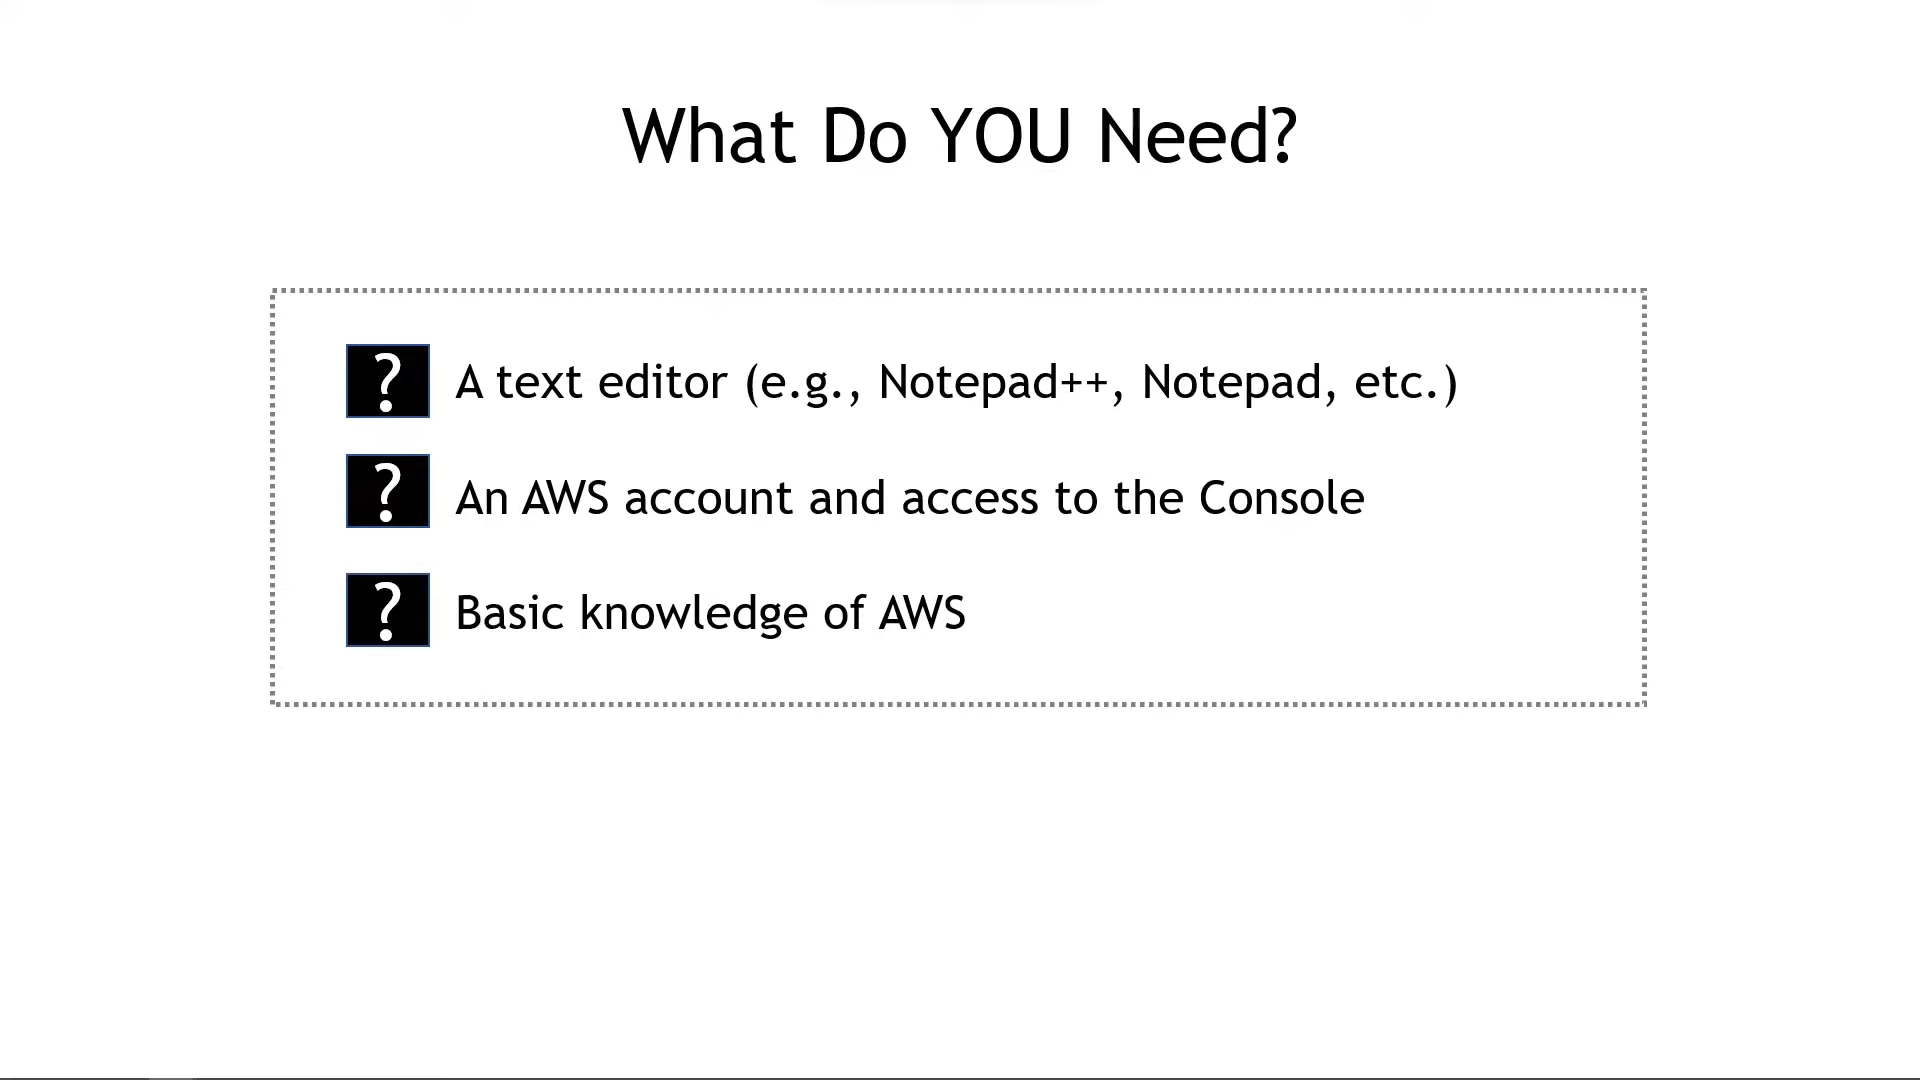 What Do YOU Need?
? A text editor (e.g., Notepad++, Notepad, etc.)
? An AWS account and access to the Console
? Basic knowledge of AWS